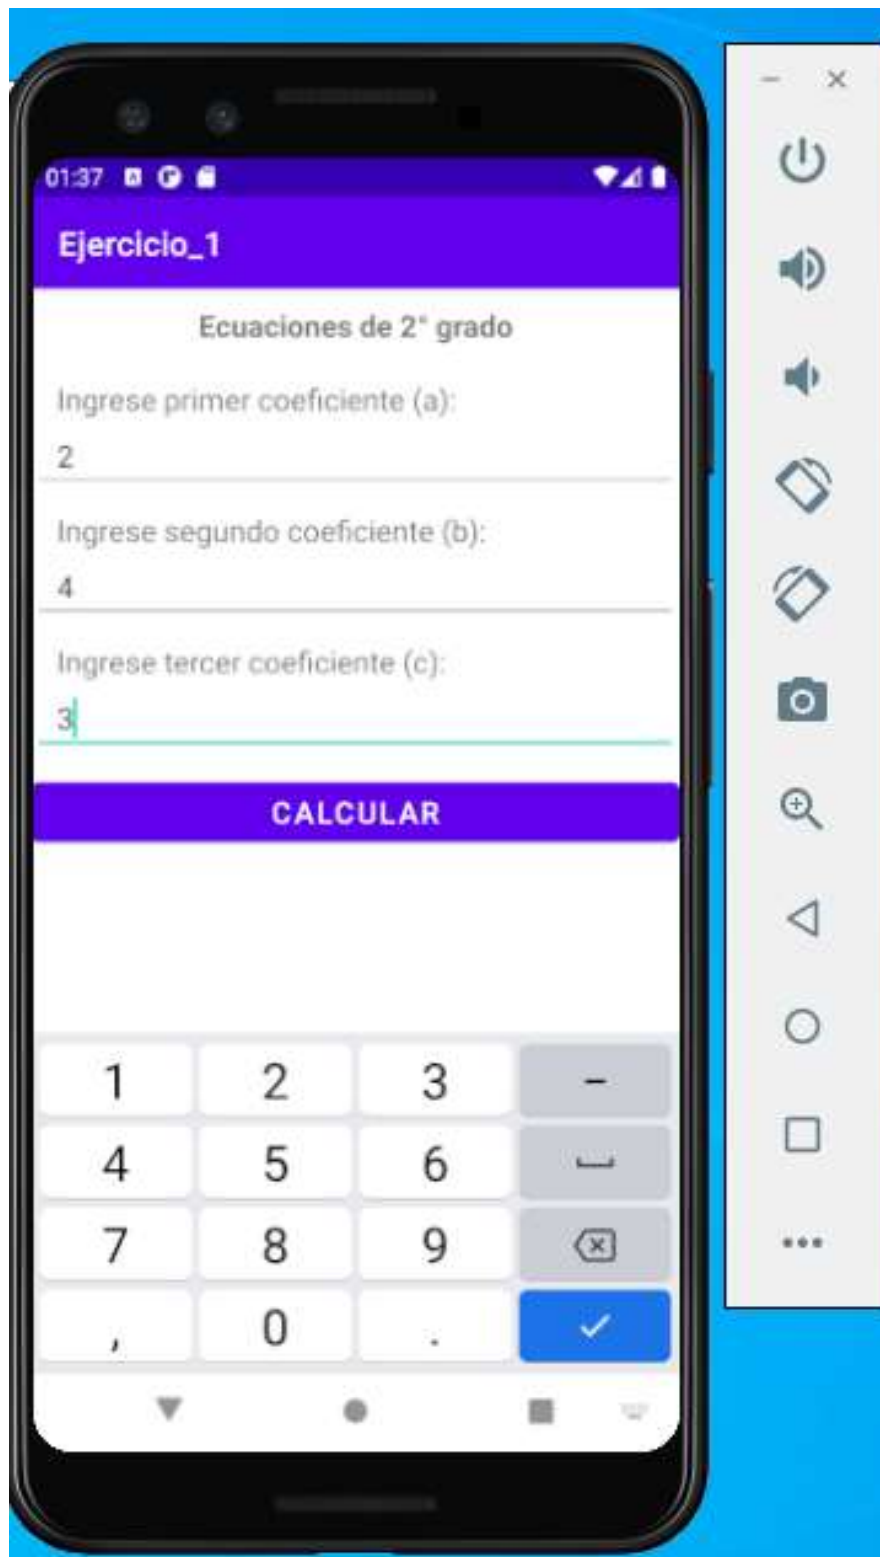 01:37
Ejercicio_1
Ecuaciones de 2° grado
Ingrese primer coeficiente (a):
2
Ingrese segundo coeficiente (b):
4
Ingrese tercer coeficiente (c):
3
CALCULAR
1 2 3 -
4 5 6
7 8 9
, 0 .